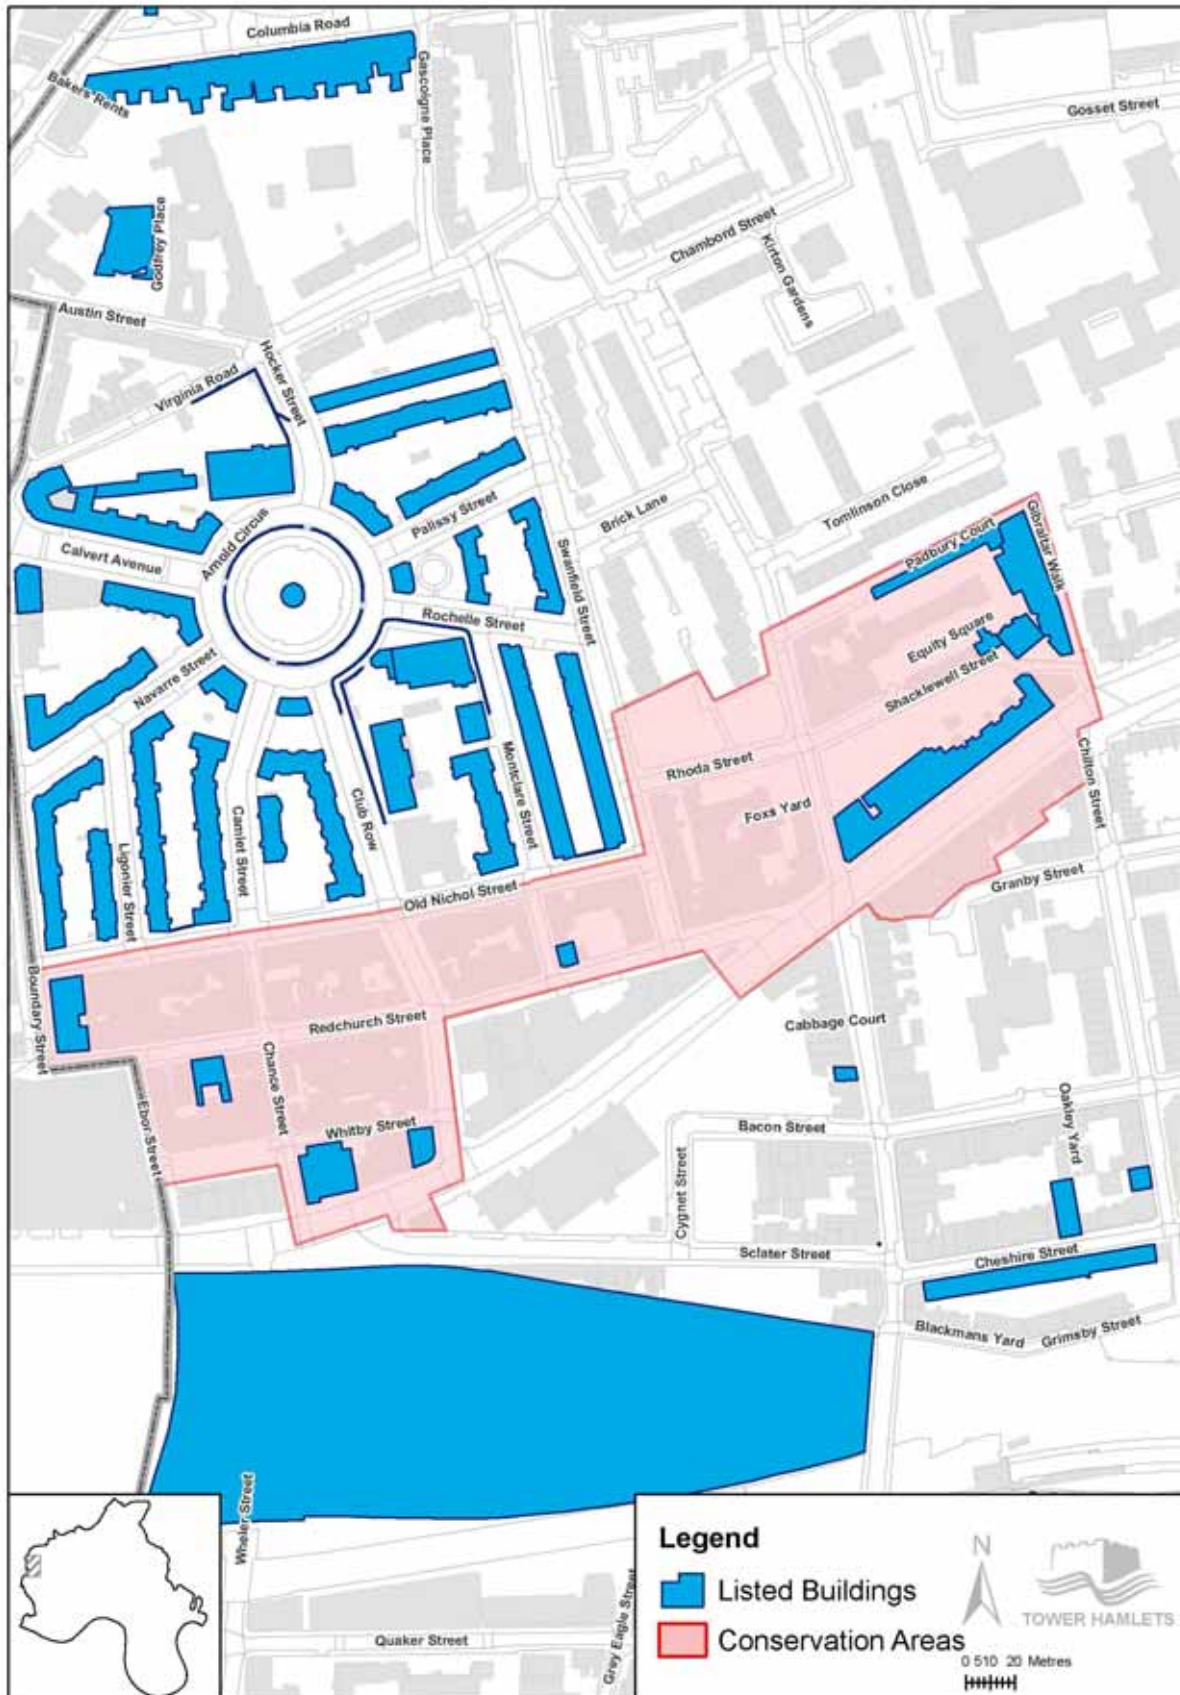 Columbia Road
Bakers Rents
Gascoigne Place
Gosset Street
Godfrey Place
Chambord Street
Kirton Gardens
Austin Street
Hocker Street
Virginia Road
Tomlinson Close
Brick Lane
Palissy Street
Arnold Circus
Calvert Avenue
Swanfield Street
Padbury Court
Gibraltar Walk
Rochelle Street
Equity Square
Navarre Street
Shacklewell Street
Rhoda Street
Chilton Street
Montclare Street
Club Row
Foxs Yard
Camlet Street
Ligonier Street
Old Nichol Street
Granby Street
Boundary Street
Redchurch Street
Cabbage Court
Chance Street
Ebor Street
Whitby Street
Bacon Street
Oakley Yard
Cygnet Street
Sclater Street
Cheshire Street
Blackmans Yard
Grimsby Street
Wheler Street
Quaker Street
Grey Eagle Street
Legend
Listed Buildings
Conservation Areas
N
TOWER HAMLETS
0 510 20 Metres